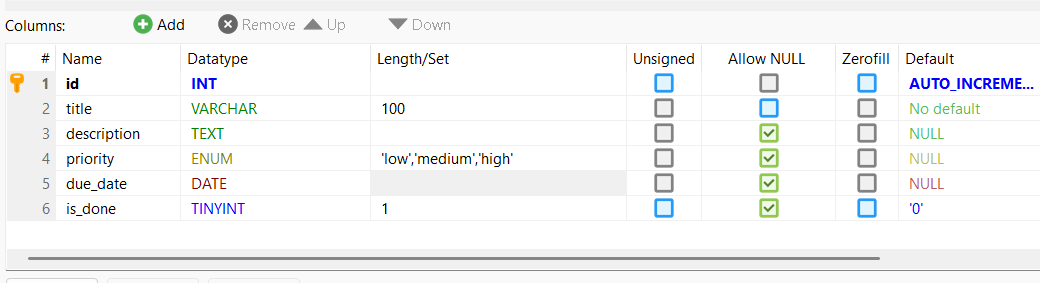 Columns: Add Remove Up Down
# Name Datatype Length/Set Unsigned Allow NULL Zerofill Default
1 id INT AUTO_INCREME...
2 title VARCHAR 100 No default
3 description TEXT NULL
4 priority ENUM 'low','medium','high' NULL
5 due_date DATE NULL
6 is_done TINYINT 1 '0'